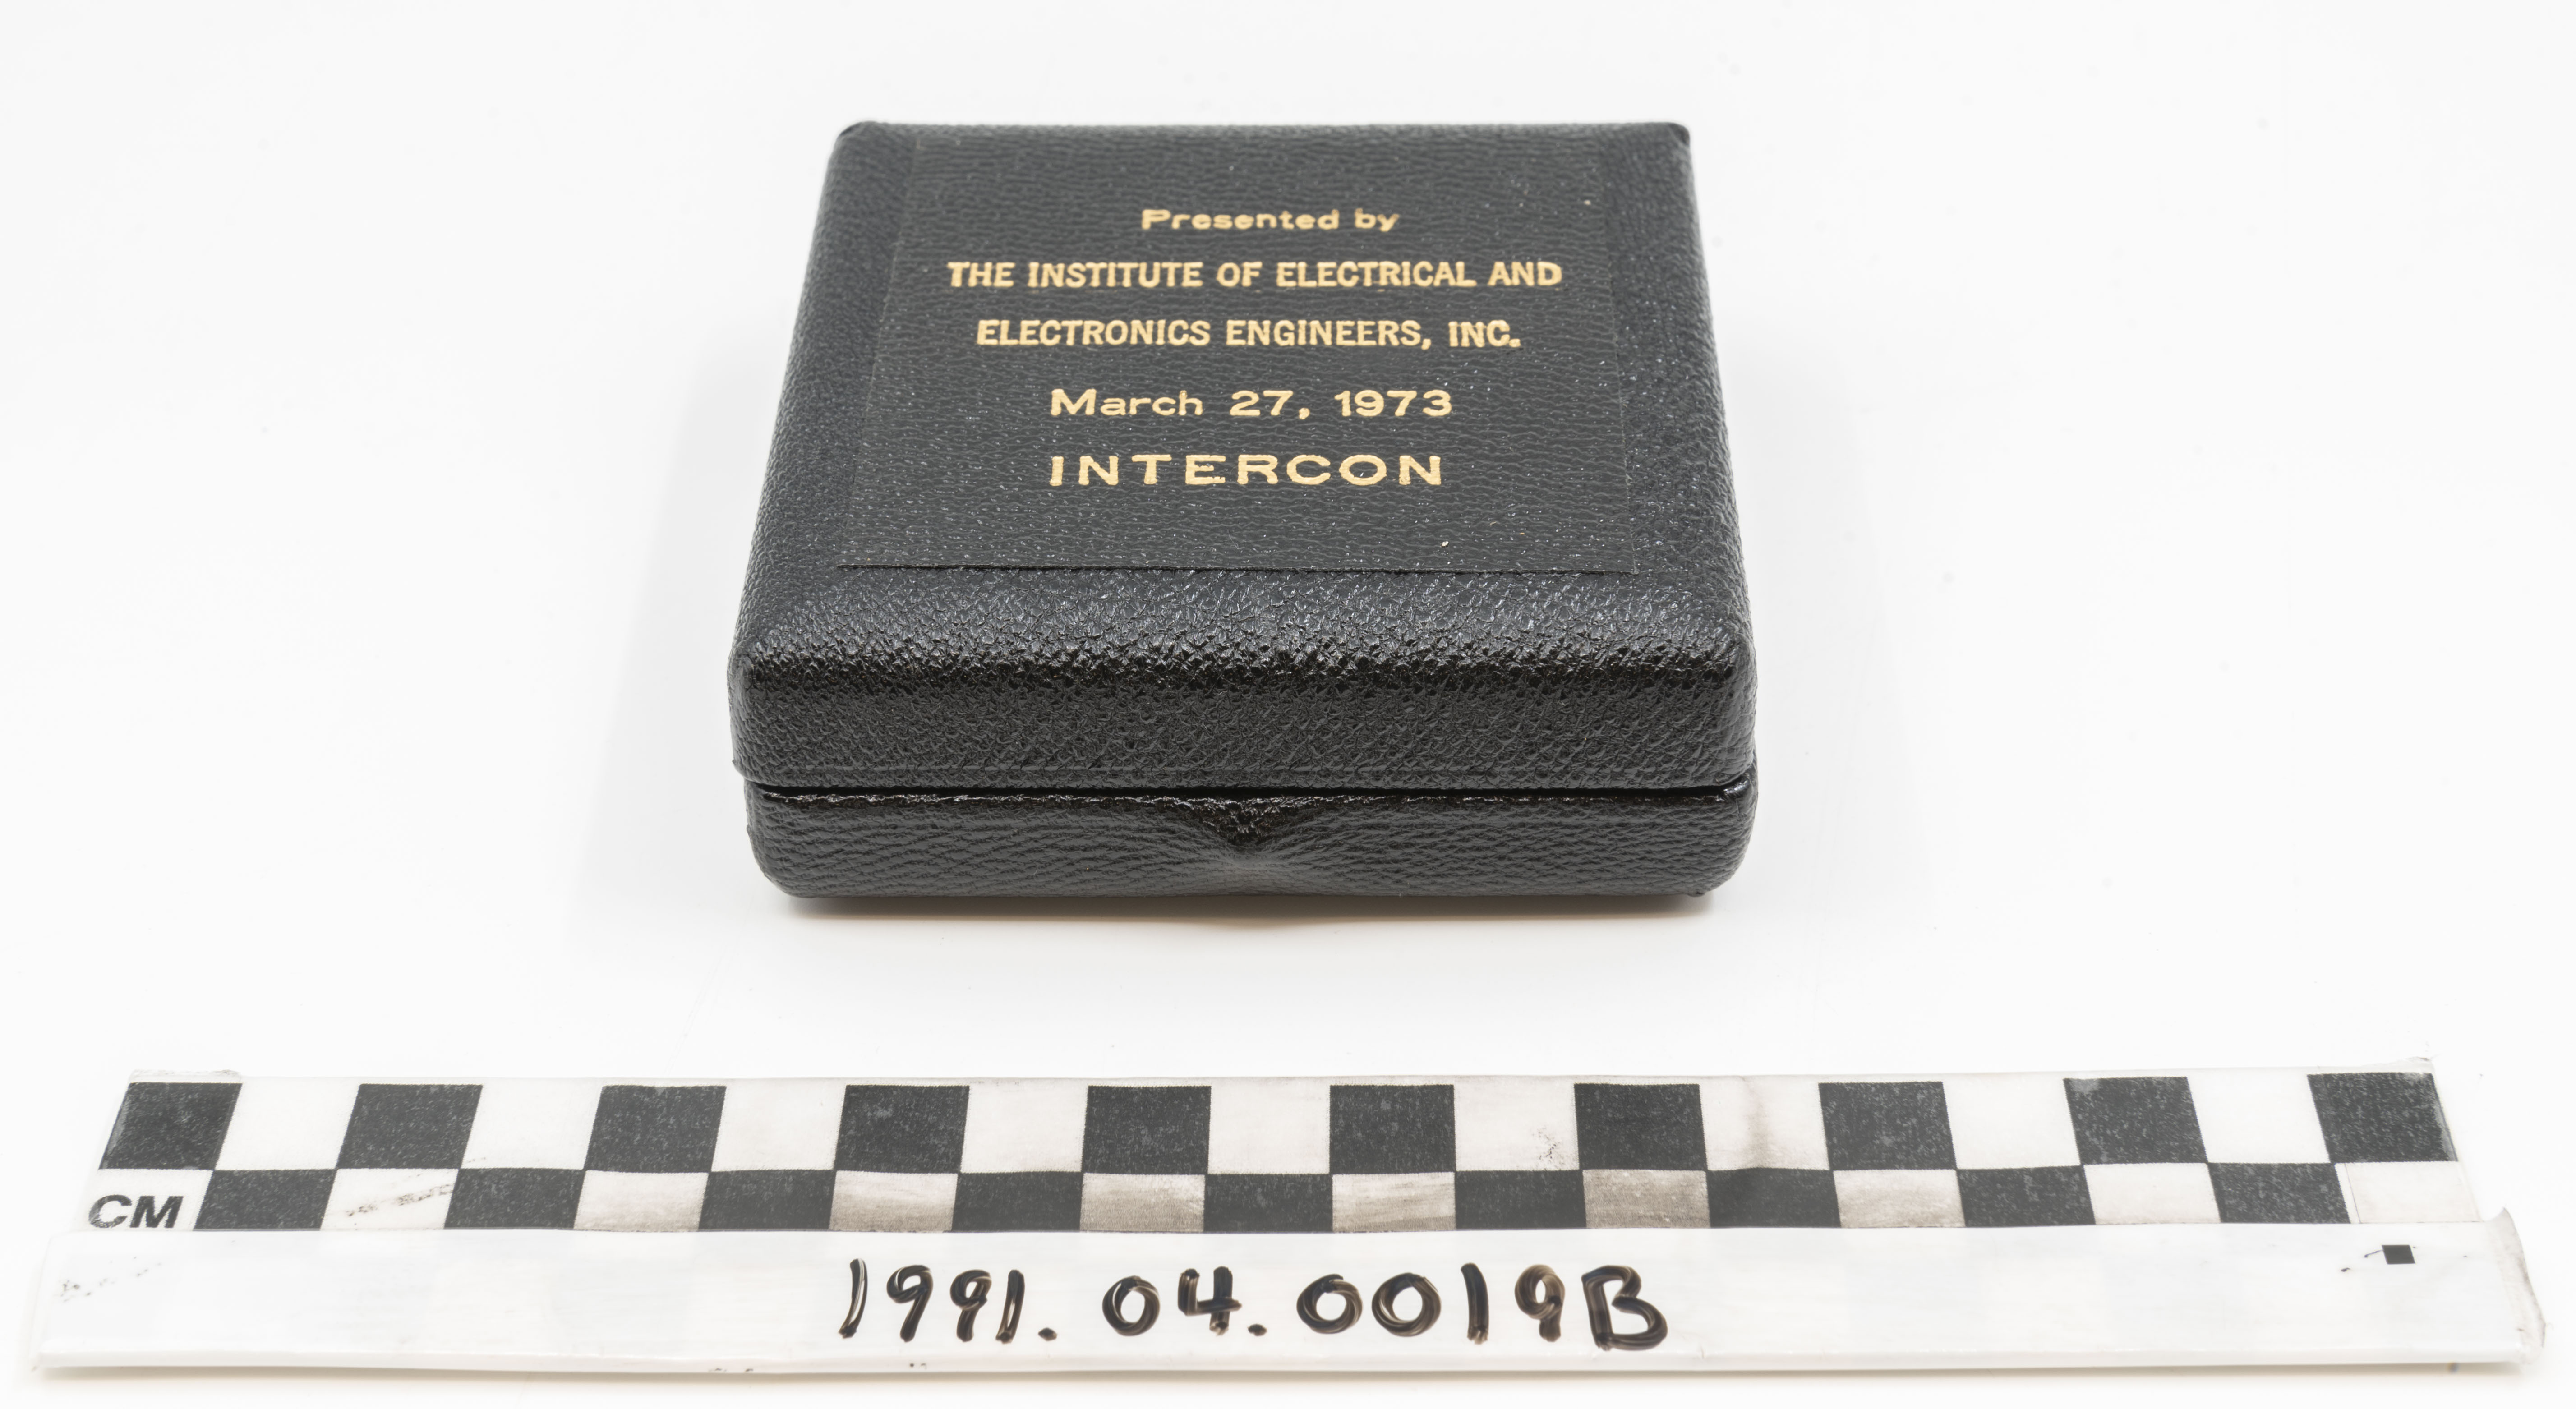 Presented by
THE INSTITUTE OF ELECTRICAL AND
ELECTRONICS ENGINEERS, INC.
March 27, 1973
INTERCON
CM
1991.04.0019B